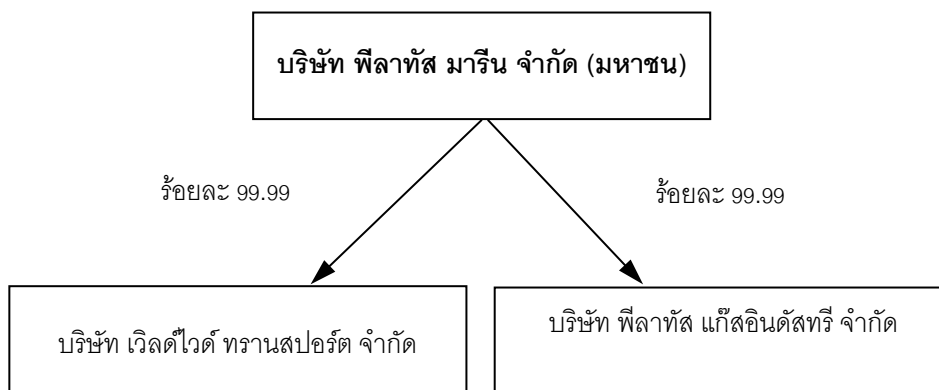 บริษัท พีลาทัส มารีน จำกัด (มหาชน)
ร้อยละ 99.99
ร้อยละ 99.99
บริษัท เวิลด์ไวด์ ทรานสปอร์ต จำกัด
บริษัท พีลาทัส แก๊สอินดัสทรี จำกัด